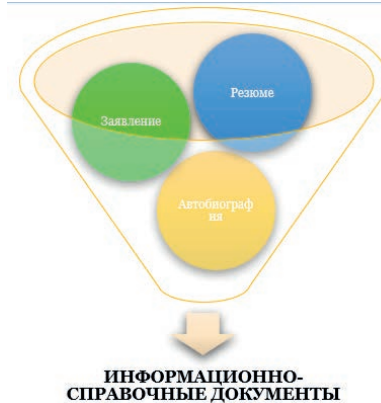 Резюме
Заявление
Автобиограф
ия
ИНФОРМАЦИОННО-
СПРАВОЧНЫЕ ДОКУМЕНТЫ